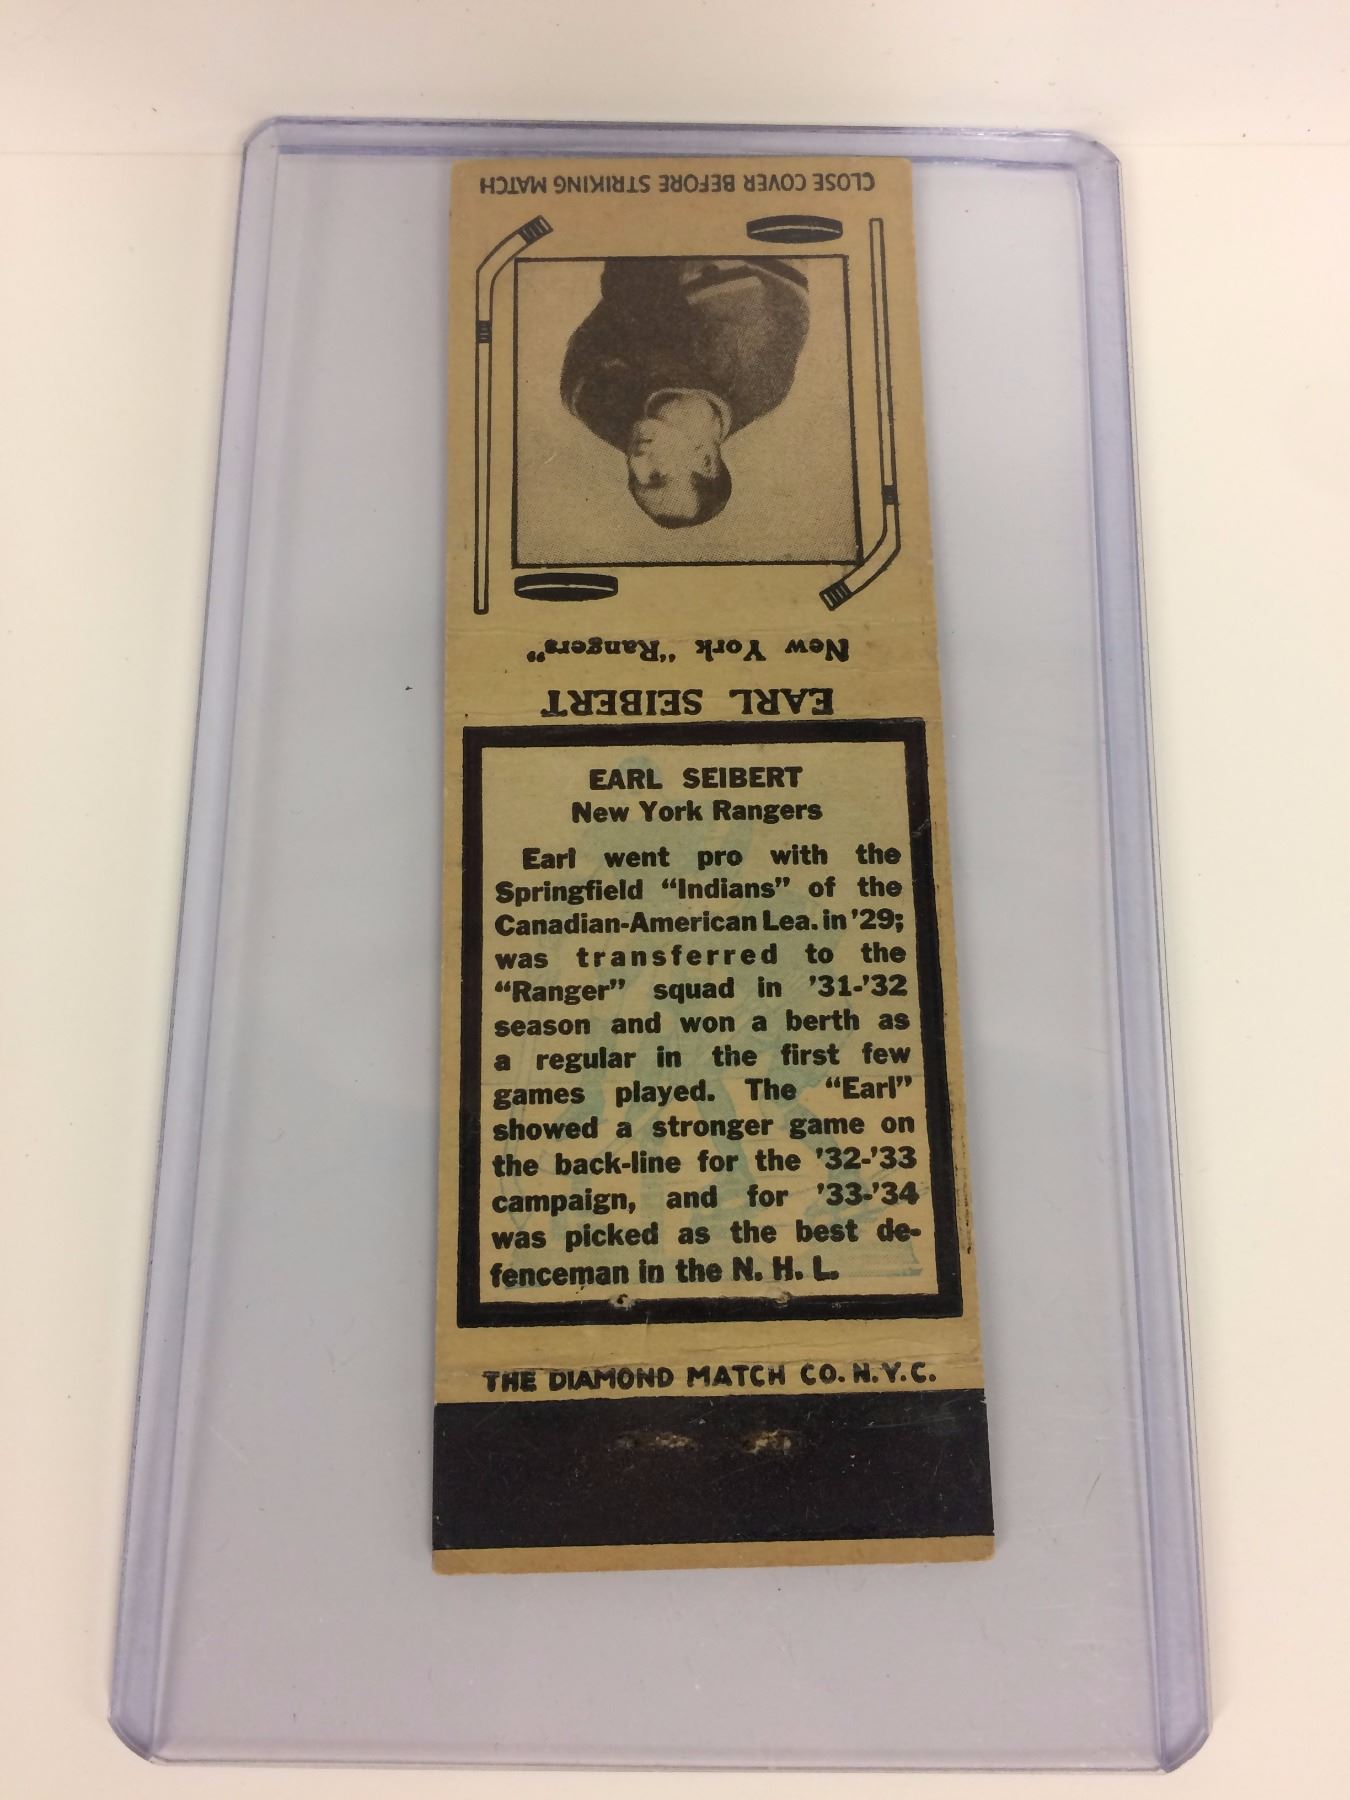 CLOSE COVER BEFORE STRIKING MATCH
New York "Rangers"
EARL SEIBERT
EARL SEIBERT
New York Rangers
Earl went pro with the
Springfield "Indians" of the
Canadian-American Lea. in '29;
was transferred to the
"Ranger" squad in '31-'32
season and won a berth as
a regular in the first few
games played. The "Earl"
showed a stronger game on
the back-line for the '32-'33
campaign, and for '33-'34
was picked as the best de-
fenceman in the N. H. L.
THE DIAMOND MATCH CO. N.Y.C.